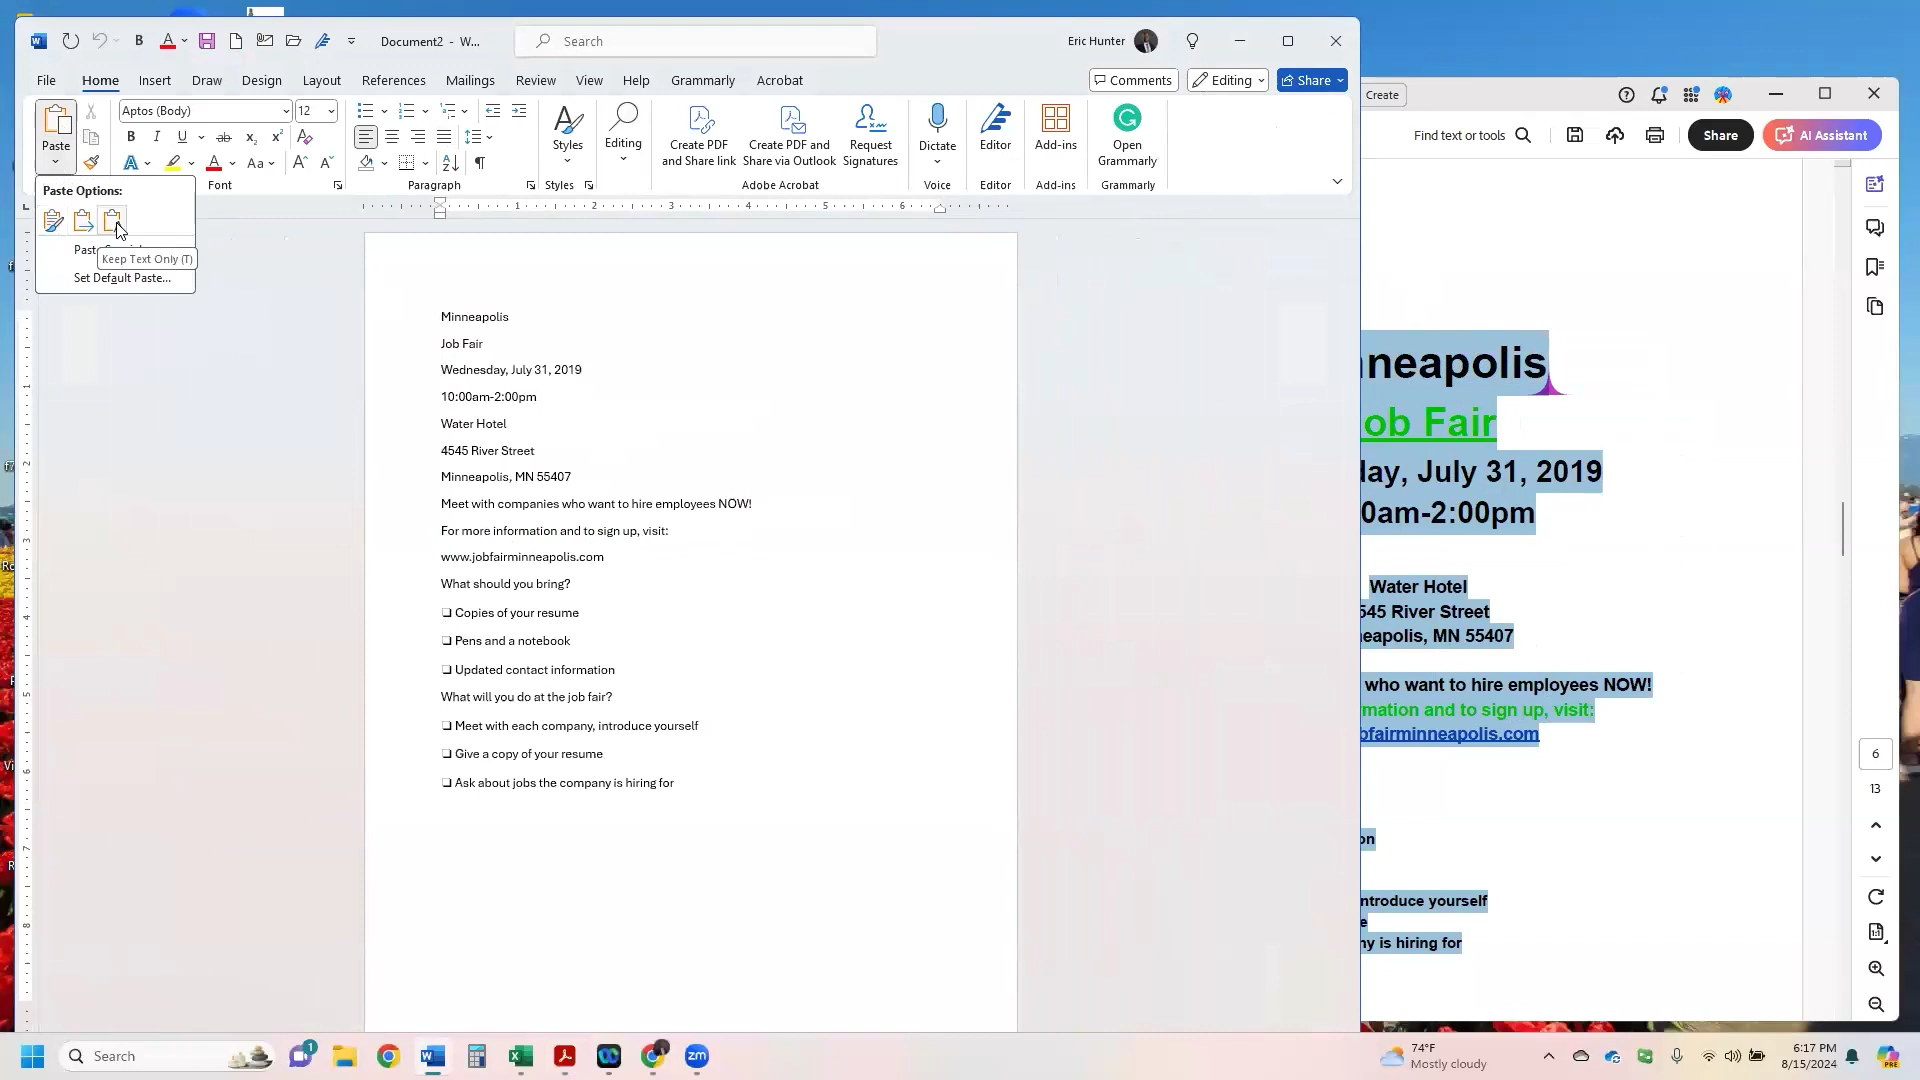 Document2 - W...
Search
Eric Hunter
File Home Insert Draw Design Layout References Mailings Review View Help Grammarly Acrobat
Comments Editing Share
Paste
Aptos (Body) 12
Styles
Editing
Create PDF and Share link
Create PDF and Share via Outlook
Request Signatures
Dictate
Editor
Add-ins
Open Grammarly
Font Paragraph Styles Adobe Acrobat Voice Editor Add-ins Grammarly
Paste Options:
Keep Text Only (T)
Set Default Paste...
Minneapolis
Job Fair
Wednesday, July 31, 2019
10:00am-2:00pm
Water Hotel
4545 River Street
Minneapolis, MN 55407
Meet with companies who want to hire employees NOW!
For more information and to sign up, visit:
www.jobfairminneapolis.com
What should you bring?
❑ Copies of your resume
❑ Pens and a notebook
❑ Updated contact information
What will you do at the job fair?
❑ Meet with each company, introduce yourself
❑ Give a copy of your resume
❑ Ask about jobs the company is hiring for
Create
Find text or tools
Share
AI Assistant
nneapolis
ob Fair
day, July 31, 2019
0am-2:00pm
Water Hotel
545 River Street
neapolis, MN 55407
who want to hire employees NOW!
rmation and to sign up, visit:
bfairminneapolis.com
on
ntroduce yourself
e
ny is hiring for
6
13
Search
74°F
Mostly cloudy
6:17 PM
8/15/2024